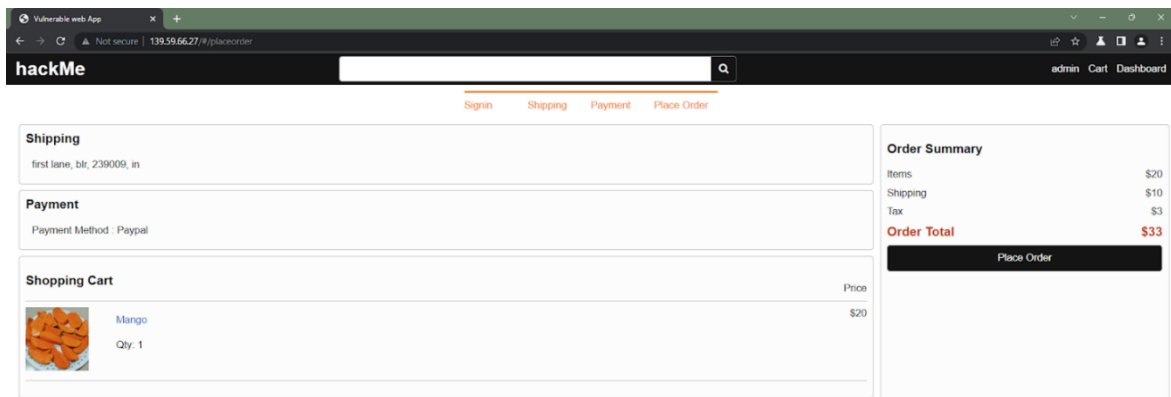 Vulnerable web App
Not secure | 139.59.66.27/#/placeorder
hackMe
admin Cart Dashboard
Signin Shipping Payment Place Order
Shipping
first lane, blr, 239009, in
Payment
Payment Method : Paypal
Shopping Cart
Price
Mango
$20
Qty: 1
Order Summary
Items $20
Shipping $10
Tax $3
Order Total $33
Place Order